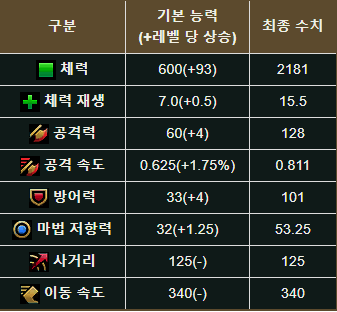 구분 기본 능력 최종 수치
(+레벨 당 상승)
체력 600(+93) 2181
체력 재생 7.0(+0.5) 15.5
공격력 60(+4) 128
공격 속도 0.625(+1.75%) 0.811
방어력 33(+4) 101
마법 저항력 32(+1.25) 53.25
사거리 125(-) 125
이동 속도 340(-) 340